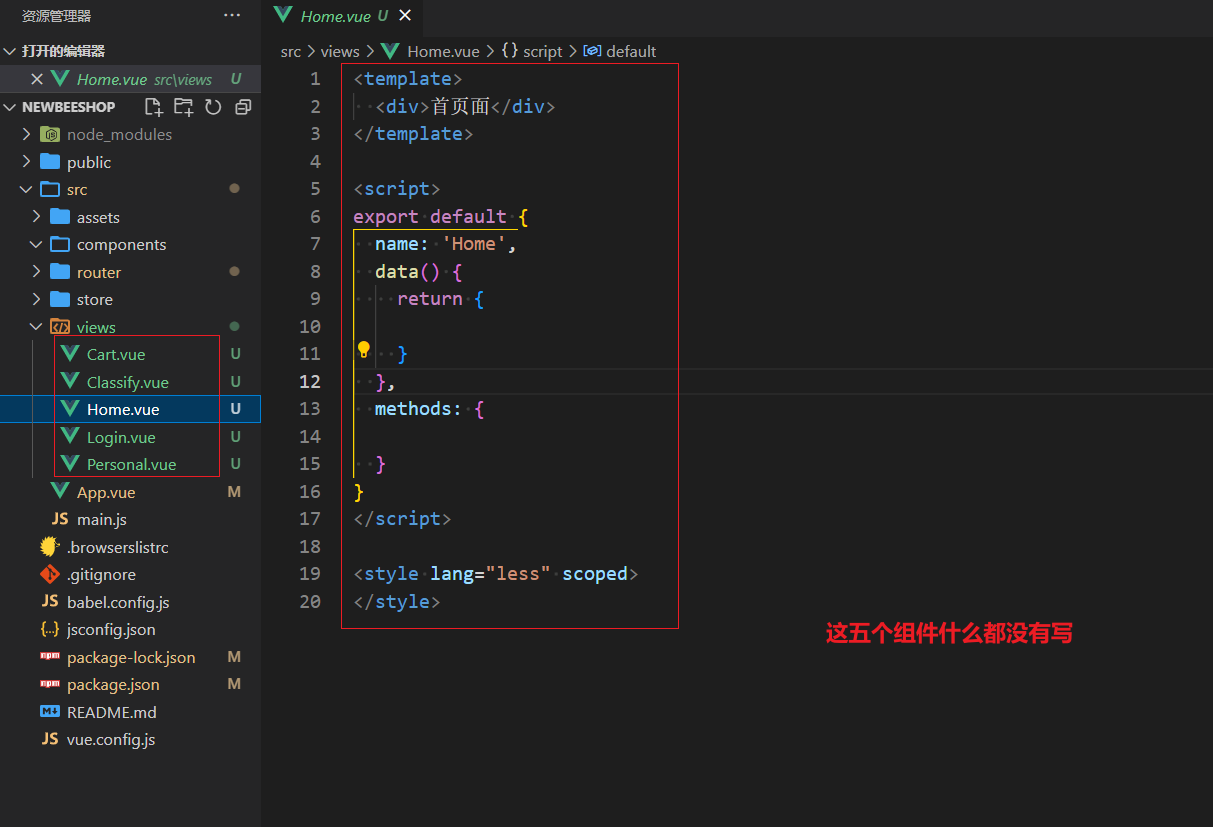 资源管理器 ···
打开的编辑器
Home.vue src\views U
NEWBEESHOP
node_modules
public
src
assets
components
router
store
views
Cart.vue U
Classify.vue U
Home.vue U
Login.vue U
Personal.vue U
App.vue M
JS main.js
.browserslistrc
.gitignore
JS babel.config.js
{..} jsconfig.json
npm package-lock.json M
npm package.json M
M↓ README.md
JS vue.config.js
Home.vue U
src > views > Home.vue > {} script > default
1 <template>
2 <div>首页面</div>
3 </template>
4
5 <script>
6 export default {
7 name: 'Home',
8 data() {
9 return {
10
11 }
12 },
13 methods: {
14
15 }
16 }
17 </script>
18
19 <style lang="less" scoped>
20 </style>
这五个组件什么都没有写